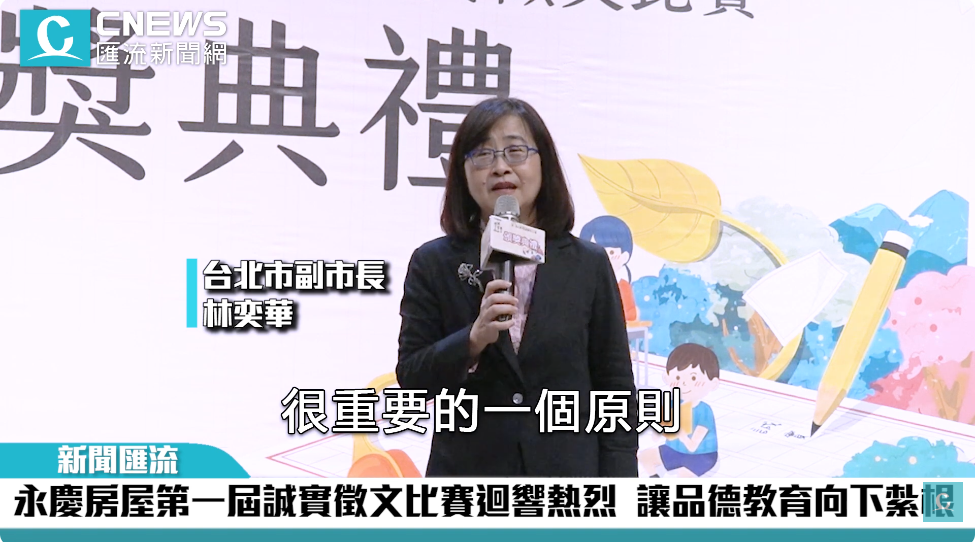 CNEWS
匯流新聞網
獎典禮
台北市副市長
林奕華
很重要的一個原則
新聞匯流
永慶房屋第一屆誠實徵文比賽迴響熱烈 讓品德教育向下紮根